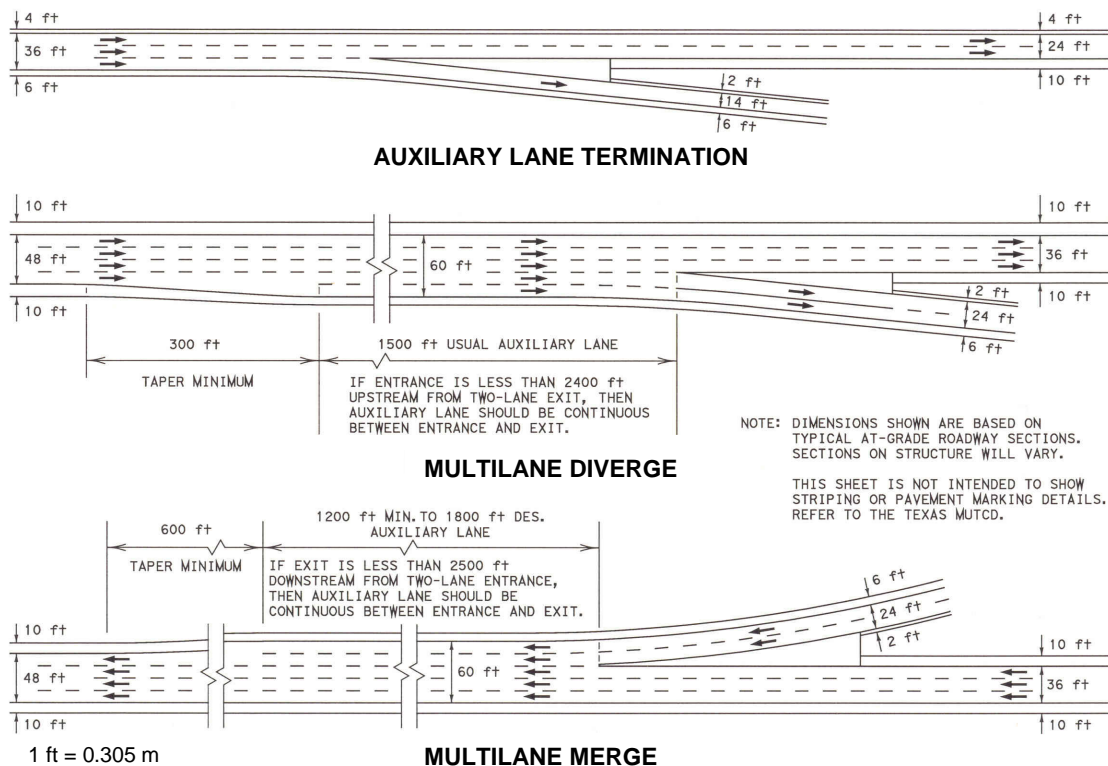 4 ft
36 ft
6 ft
4 ft
24 ft
10 ft
2 ft
14 ft
6 ft
AUXILIARY LANE TERMINATION
10 ft
48 ft
10 ft
60 ft
10 ft
36 ft
10 ft
2 ft
24 ft
6 ft
300 ft
TAPER MINIMUM
1500 ft USUAL AUXILIARY LANE
IF ENTRANCE IS LESS THAN 2400 ft
UPSTREAM FROM TWO-LANE EXIT, THEN
AUXILIARY LANE SHOULD BE CONTINUOUS
BETWEEN ENTRANCE AND EXIT.
MULTILANE DIVERGE
NOTE: DIMENSIONS SHOWN ARE BASED ON
TYPICAL AT-GRADE ROADWAY SECTIONS.
SECTIONS ON STRUCTURE WILL VARY.
THIS SHEET IS NOT INTENDED TO SHOW
STRIPING OR PAVEMENT MARKING DETAILS.
REFER TO THE TEXAS MUTCD.
600 ft
TAPER MINIMUM
1200 ft MIN. TO 1800 ft DES.
AUXILIARY LANE
IF EXIT IS LESS THAN 2500 ft
DOWNSTREAM FROM TWO-LANE ENTRANCE,
THEN AUXILIARY LANE SHOULD BE
CONTINUOUS BETWEEN ENTRANCE AND EXIT.
10 ft
48 ft
10 ft
60 ft
6 ft
24 ft
2 ft
10 ft
36 ft
10 ft
1 ft = 0.305 m
MULTILANE MERGE